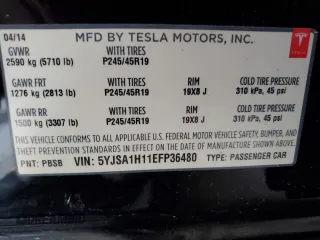 04/14
MFD BY TESLA MOTORS, INC.
TESLA
GVWR WITH TIRES
2590 kg (5710 lb) P245/45R19
GAWR FRT WITH TIRES RIM COLD TIRE PRESSURE
1276 kg (2813 lb) P245/45R19 19X8 J 310 kPa, 45 psi
GAWR RR WITH TIRES RIM COLD TIRE PRESSURE
1500 kg (3307 lb) P245/45R19 19X8 J 310 kPa, 45 psi
THIS VEHICLE CONFORMS TO ALL APPLICABLE U.S. FEDERAL MOTOR VEHICLE SAFETY, BUMPER, AND
THEFT PREVENTION STANDARDS IN EFFECT ON THE DATE OF MANUFACTURE SHOWN ABOVE.
PNT: PBSB VIN: 5YJSA1H11EFP36480 TYPE: PASSENGER CAR